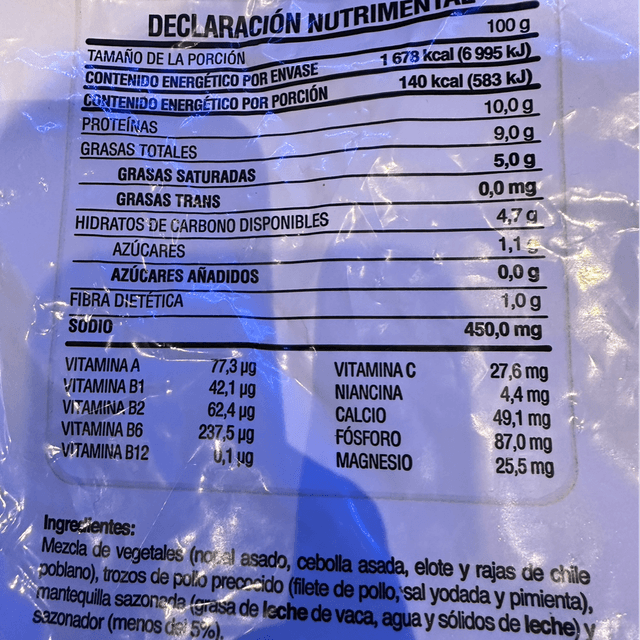 DECLARACIÓN NUTRIMENTAL
TAMAÑO DE LA PORCIÓN 100 g
CONTENIDO ENERGÉTICO POR ENVASE 1 678 kcal (6 995 kJ)
CONTENIDO ENERGÉTICO POR PORCIÓN 140 kcal (583 kJ)
PROTEÍNAS 10,0 g
GRASAS TOTALES 9,0 g
GRASAS SATURADAS 5,0 g
GRASAS TRANS 0,0 mg
HIDRATOS DE CARBONO DISPONIBLES 4,7 g
AZÚCARES 1,1 g
AZÚCARES AÑADIDOS 0,0 g
FIBRA DIETÉTICA 1,0 g
SODIO 450,0 mg
VITAMINA A 77,3 µg VITAMINA C 27,6 mg
VITAMINA B1 42,1 µg NIANCINA 4,4 mg
VITAMINA B2 62,4 µg CALCIO 49,1 mg
VITAMINA B6 237,5 µg FÓSFORO 87,0 mg
VITAMINA B12 0,1 µg MAGNESIO 25,5 mg
Ingredientes:
Mezcla de vegetales (nopal asado, cebolla asada, elote y rajas de chile
poblano), trozos de pollo precocido (filete de pollo, sal yodada y pimienta),
mantequilla sazonada (grasa de leche de vaca, agua y sólidos de leche) y
sazonador (menos del 5%).